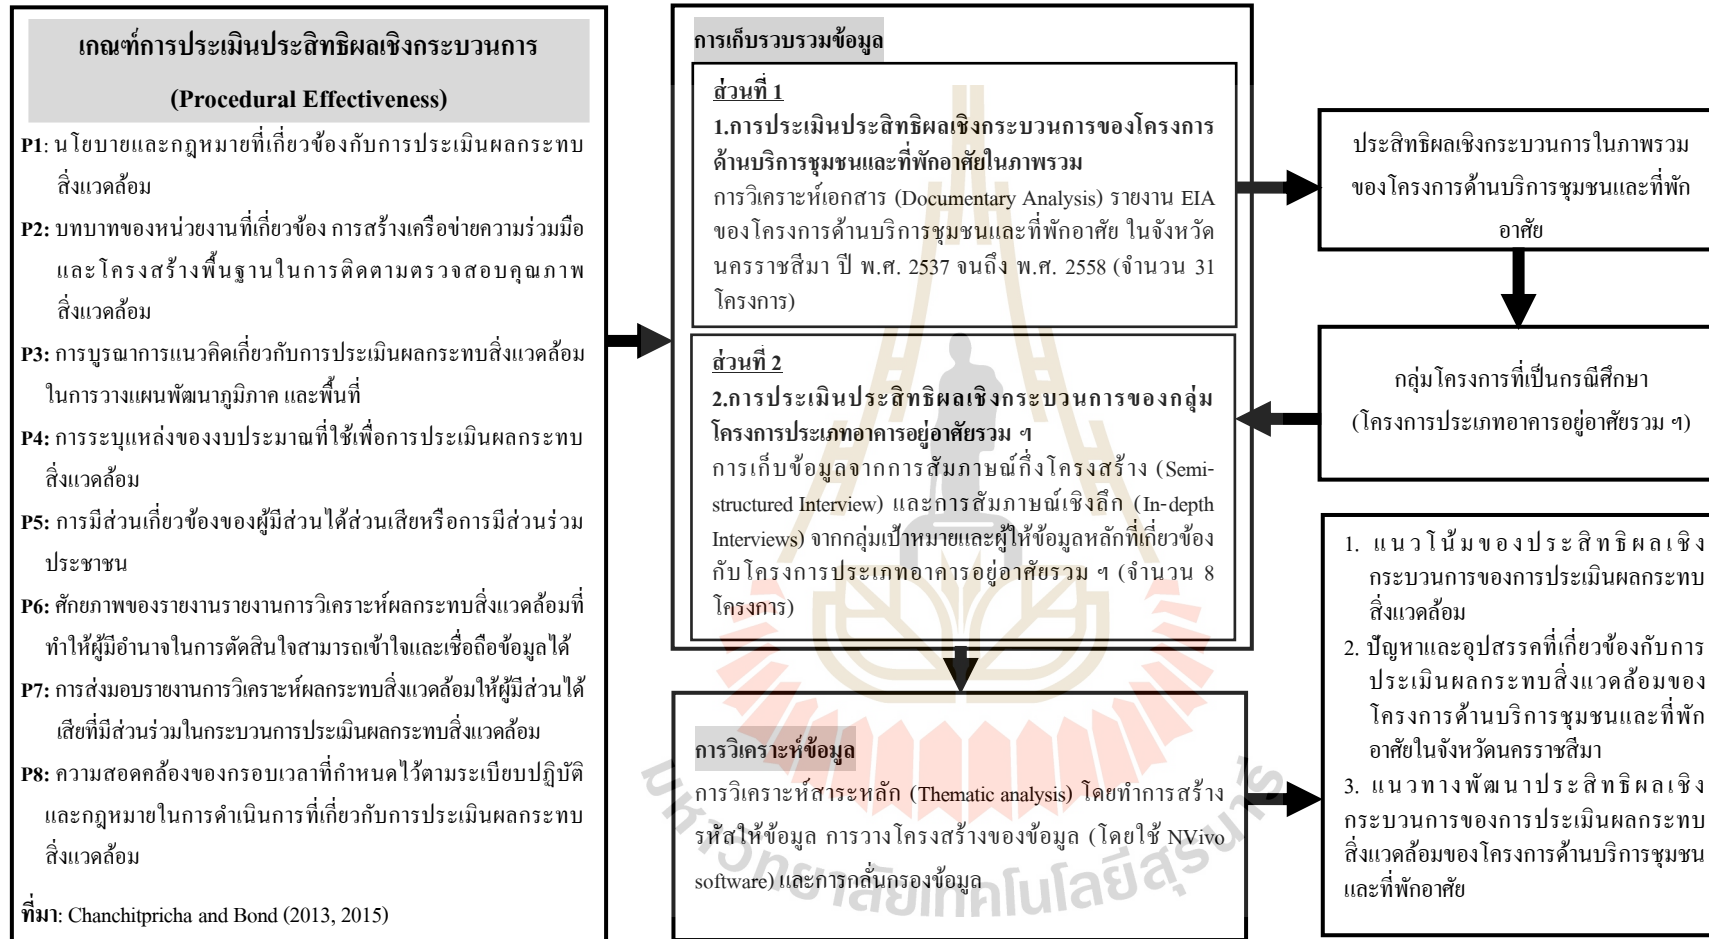 เกณฑ์การประเมินประสิทธิผลเชิงกระบวนการ
(Procedural Effectiveness)
P1: นโยบายและกฎหมายที่เกี่ยวข้องกับการประเมินผลกระทบ
สิ่งแวดล้อม
P2: บทบาทของหน่วยงานที่เกี่ยวข้อง การสร้างเครือข่ายความร่วมมือ
และโครงสร้างพื้นฐานในการติดตามตรวจสอบคุณภาพ
สิ่งแวดล้อม
P3: การบูรณาการแนวคิดเกี่ยวกับการประเมินผลกระทบสิ่งแวดล้อม
ในการวางแผนพัฒนาภูมิภาค และพื้นที่
P4: การระบุแหล่งของงบประมาณที่ใช้เพื่อการประเมินผลกระทบ
สิ่งแวดล้อม
P5: การมีส่วนเกี่ยวข้องของผู้มีส่วนได้ส่วนเสียหรือการมีส่วนร่วม
ประชาชน
P6: ศักยภาพของรายงานรายงานการวิเคราะห์ผลกระทบสิ่งแวดล้อมที่
ทำให้ผู้มีอำนาจในการตัดสินใจสามารถเข้าใจและเชื่อถือข้อมูลได้
P7: การส่งมอบรายงานการวิเคราะห์ผลกระทบสิ่งแวดล้อมให้ผู้มีส่วนได้
เสียที่มีส่วนร่วมในกระบวนการประเมินผลกระทบสิ่งแวดล้อม
P8: ความสอดคล้องของกรอบเวลาที่กำหนดไว้ตามระเบียบปฏิบัติ
และกฎหมายในการดำเนินการที่เกี่ยวกับการประเมินผลกระทบ
สิ่งแวดล้อม
ที่มา: Chanchitpricha and Bond (2013, 2015)
การเก็บรวบรวมข้อมูล
ส่วนที่ 1
1.การประเมินประสิทธิผลเชิงกระบวนการของโครงการ
ด้านบริการชุมชนและที่พักอาศัยในภาพรวม
การวิเคราะห์เอกสาร (Documentary Analysis) รายงาน EIA
ของโครงการด้านบริการชุมชนและที่พักอาศัย ในจังหวัด
นครราชสีมา ปี พ.ศ. 2537 จนถึง พ.ศ. 2558 (จำนวน 31
โครงการ)
ส่วนที่ 2
2.การประเมินประสิทธิผลเชิงกระบวนการของกลุ่ม
โครงการประเภทอาคารอยู่อาศัยรวม ฯ
การเก็บข้อมูลจากการสัมภาษณ์กึ่งโครงสร้าง (Semi-
structured Interview) และการสัมภาษณ์เชิงลึก (In-depth
Interviews) จากกลุ่มเป้าหมายและผู้ให้ข้อมูลหลักที่เกี่ยวข้อง
กับโครงการประเภทอาคารอยู่อาศัยรวม ฯ (จำนวน 8
โครงการ)
การวิเคราะห์ข้อมูล
การวิเคราะห์สาระหลัก (Thematic analysis) โดยทำการสร้าง
รหัสให้ข้อมูล การวางโครงสร้างของข้อมูล (โดยใช้ NVivo
software) และการกลั่นกรองข้อมูล
ประสิทธิผลเชิงกระบวนการในภาพรวม
ของโครงการด้านบริการชุมชนและที่พัก
อาศัย
กลุ่มโครงการที่เป็นกรณีศึกษา
(โครงการประเภทอาคารอยู่อาศัยรวม ฯ)
1. แนวโน้มของประสิทธิผลเชิง
กระบวนการของการประเมินผลกระทบ
สิ่งแวดล้อม
2. ปัญหาและอุปสรรคที่เกี่ยวข้องกับการ
ประเมินผลกระทบสิ่งแวดล้อมของ
โครงการด้านบริการชุมชนและที่พัก
อาศัยในจังหวัดนครราชสีมา
3. แนวทางพัฒนาประสิทธิผลเชิง
กระบวนการของการประเมินผลกระทบ
สิ่งแวดล้อมของโครงการด้านบริการชุมชน
และที่พักอาศัย
มหาวิทยาลัยเทคโนโลยีสุรนารี